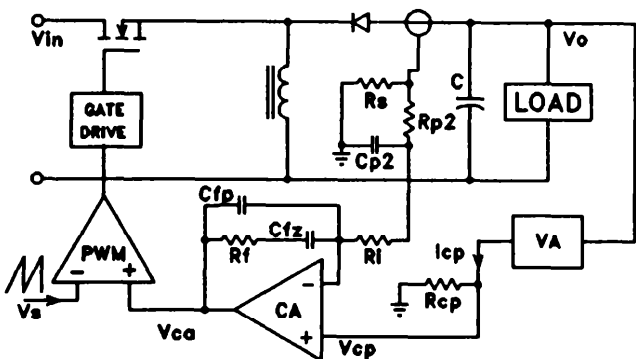 Vin
Vo
GATE
DRIVE
Rs
Rp2
C
LOAD
Cp2
Cfp
Cfz
Rf
Ri
PWM
-
+
Vs
Vca
CA
-
+
Vcp
Icp
Rcp
VA